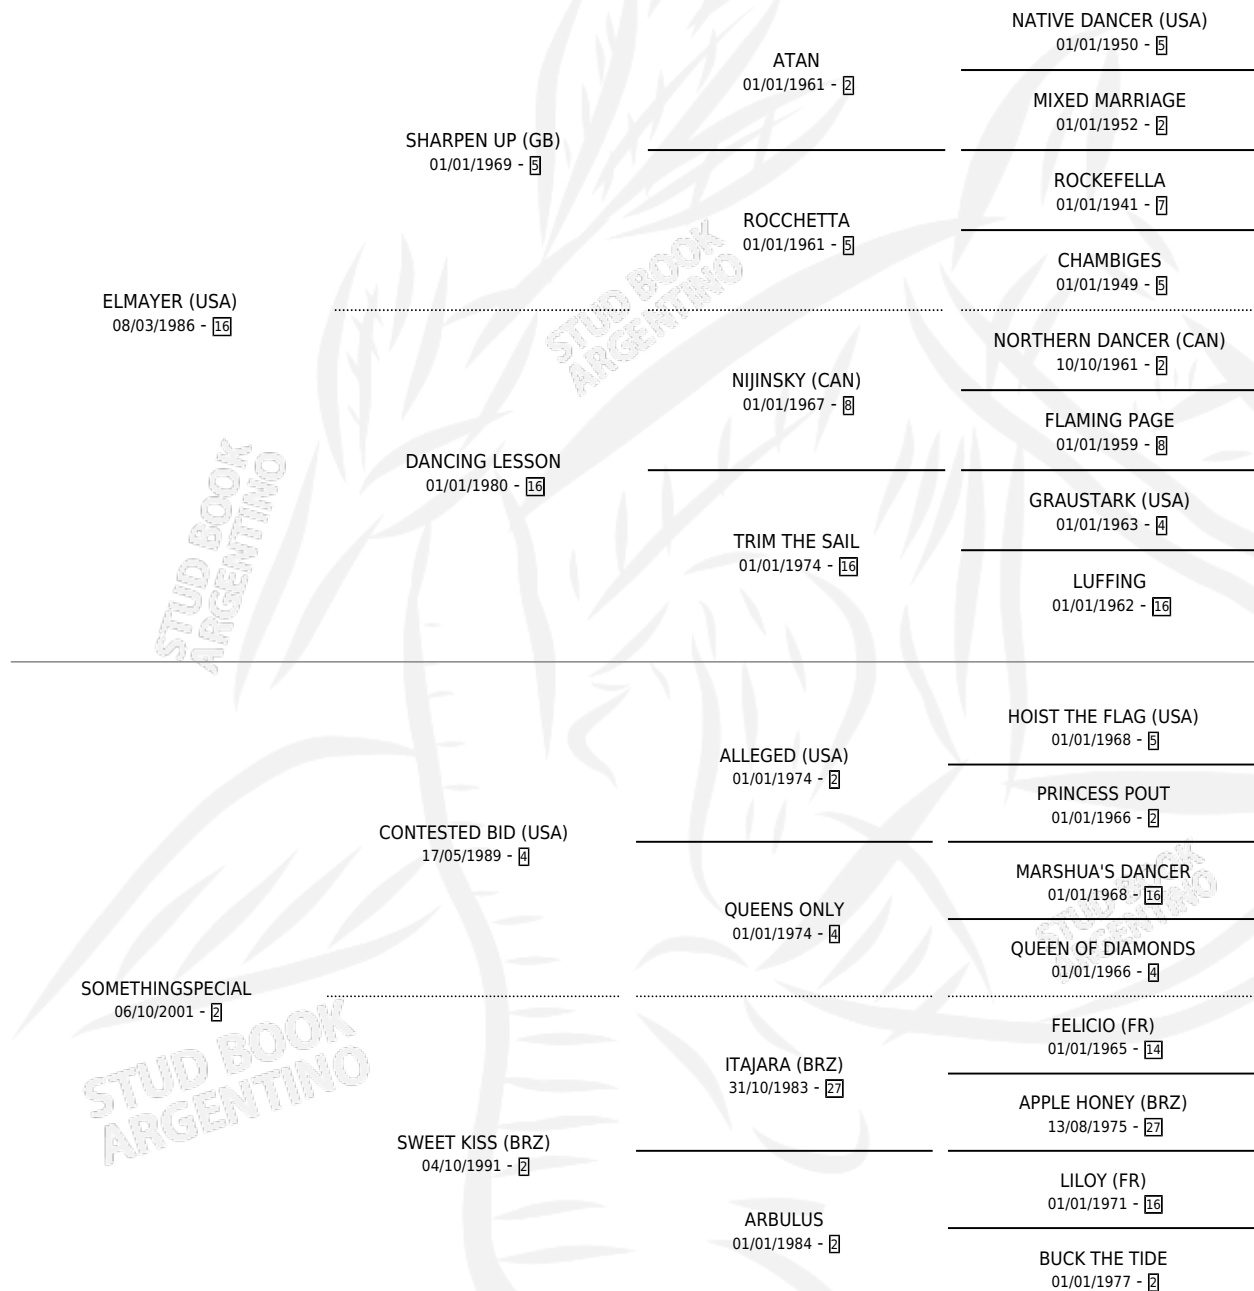 NATIVE DANCER (USA)
01/01/1950 - 5
ATAN
01/01/1961 - 2
MIXED MARRIAGE
01/01/1952 - 2
SHARPEN UP (GB)
01/01/1969 - 5
ROCKEFELLA
01/01/1941 - 7
ROCCHETTA
01/01/1961 - 5
CHAMBIGES
01/01/1949 - 5
ELMAYER (USA)
08/03/1986 - 16
NORTHERN DANCER (CAN)
10/10/1961 - 2
NIJINSKY (CAN)
01/01/1967 - 8
FLAMING PAGE
01/01/1959 - 8
DANCING LESSON
01/01/1980 - 16
GRAUSTARK (USA)
01/01/1963 - 4
TRIM THE SAIL
01/01/1974 - 16
LUFFING
01/01/1962 - 16
HOIST THE FLAG (USA)
01/01/1968 - 5
ALLEGED (USA)
01/01/1974 - 2
PRINCESS POUT
01/01/1966 - 2
CONTESTED BID (USA)
17/05/1989 - 4
MARSHUA'S DANCER
01/01/1968 - 16
QUEENS ONLY
01/01/1974 - 4
QUEEN OF DIAMONDS
01/01/1966 - 4
SOMETHINGSPECIAL
06/10/2001 - 2
FELICIO (FR)
01/01/1965 - 14
ITAJARA (BRZ)
31/10/1983 - 27
APPLE HONEY (BRZ)
13/08/1975 - 27
SWEET KISS (BRZ)
04/10/1991 - 2
LILOY (FR)
01/01/1971 - 16
ARBULUS
01/01/1984 - 2
BUCK THE TIDE
01/01/1977 - 2
STUD BOOK
ARGENTINO
STUD BOOK
ARGENTINO
STUD BOOK
ARGENTINO
STUD BOOK
ARGENTINO